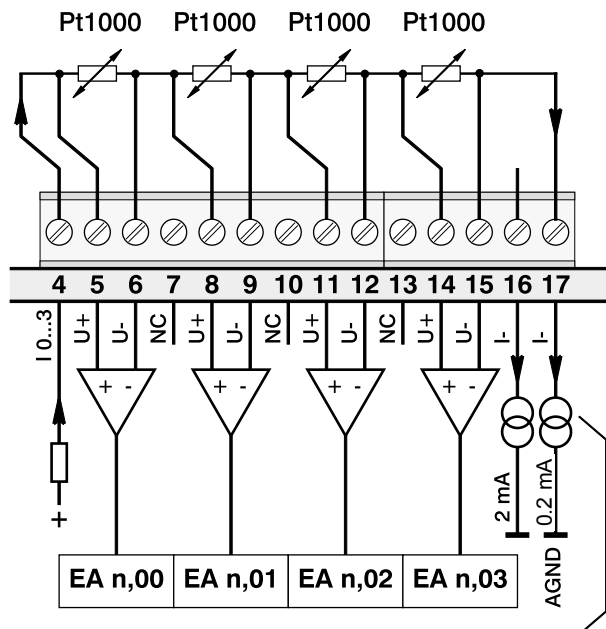 Pt1000 Pt1000 Pt1000 Pt1000
4 5 6 7 8 9 10 11 12 13 14 15 16 17
I 0...3 U+ U- NC U+ U- NC U+ U- NC U+ U- I- I-
+ - + - + - + -
2 mA 0.2 mA
+
EA n,00 EA n,01 EA n,02 EA n,03 AGND